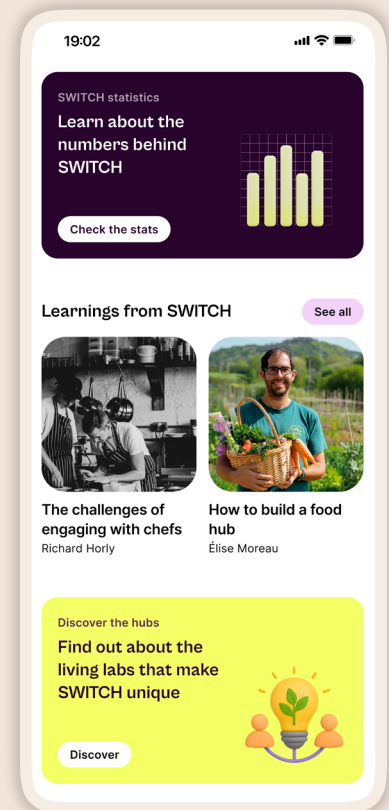 19:02
SWITCH statistics
Learn about the
numbers behind
SWITCH
Check the stats
Learnings from SWITCH
See all
The challenges of
engaging with chefs
Richard Horly
How to build a food
hub
Élise Moreau
Discover the hubs
Find out about the
living labs that make
SWITCH unique
Discover